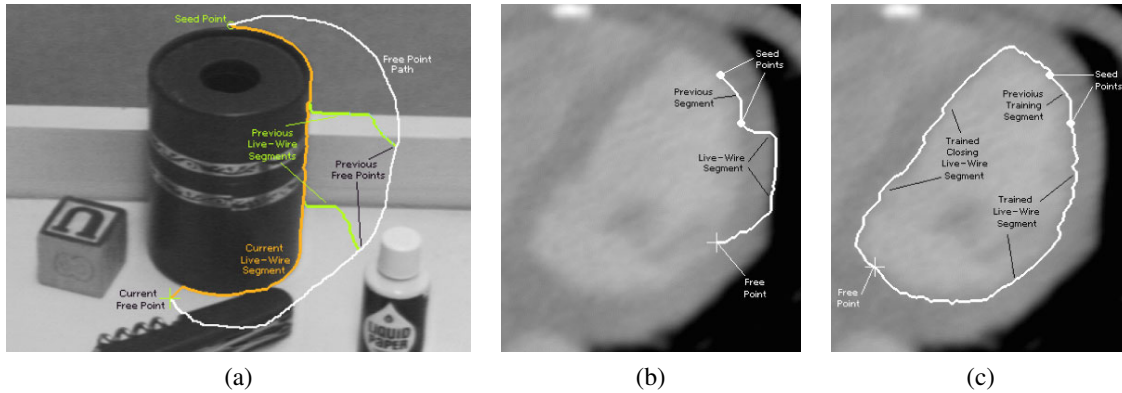 Seed Point
Free Point
Path
Previous
Live-Wire
Segments
Previous
Free Points
Current
Live-Wire
Segment
Current
Free Point
LIQUID
PAPER
(a)
Seed
Points
Previous
Segment
Live-Wire
Segment
Free
Point
(b)
Seed
Points
Previoius
Training
Segment
Trained
Closing
Live-Wire
Segment
Trained
Live-Wire
Segment
Free
Point
(c)